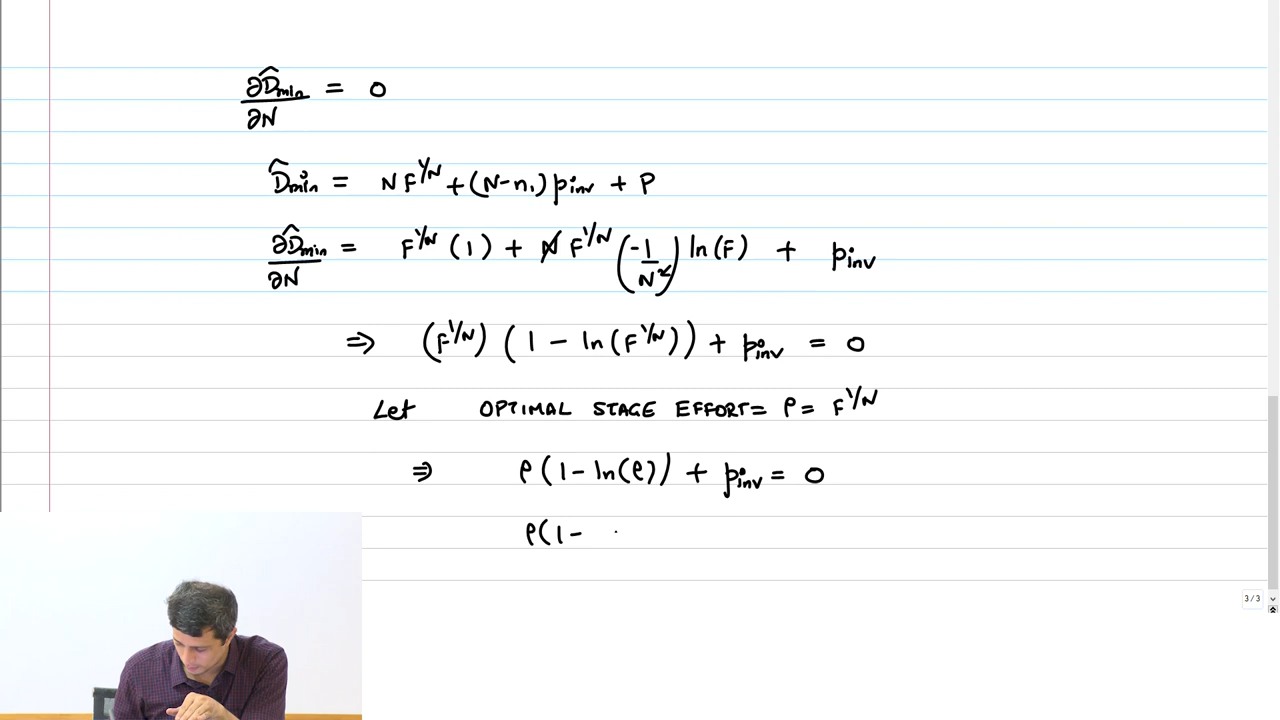 ∂D̂min/∂N = 0
D̂min = N F^1/N + (N-n₁) pinv + P
∂D̂min/∂N = F^1/N (1) + N F^1/N (-1/N²) ln(F) + pinv
⇒ (F^1/N) (1 - ln(F^1/N)) + pinv = 0
Let OPTIMAL STAGE EFFORT = ρ = F^1/N
⇒ ρ(1-ln(ρ)) + pinv = 0
ρ(1-
3/3